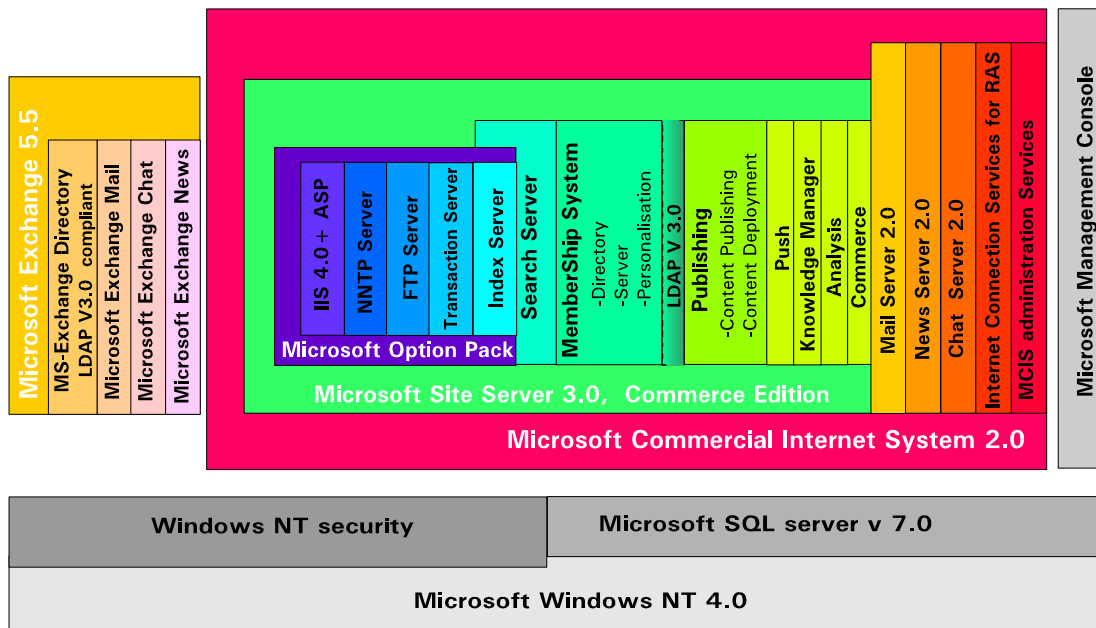 Microsoft Exchange 5.5
MS-Exchange Directory
LDAP V3.0 compliant
Microsoft Exchange Mail
Microsoft Exchange Chat
Microsoft Exchange News
IIS 4.0+ ASP
NNTP Server
FTP Server
Transaction Server
Index Server
Microsoft Option Pack
Search Server
MemberShip System
-Directory
-Server
-Personalisation
LDAP V 3.0
Publishing
-Content Publishing
-Content Deployment
Push
Knowledge Manager
Analysis
Commerce
Microsoft Site Server 3.0, Commerce Edition
Mail Server 2.0
News Server 2.0
Chat Server 2.0
Internet Connection Services for RAS
MCIS administration Services
Microsoft Commercial Internet System 2.0
Microsoft Management Console
Windows NT security
Microsoft SQL server v 7.0
Microsoft Windows NT 4.0